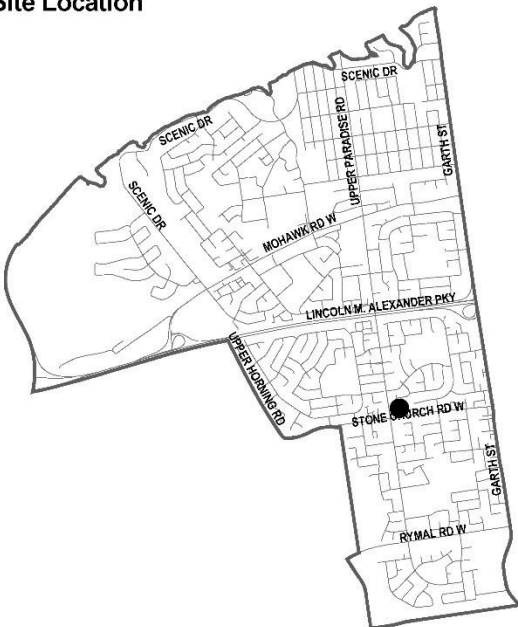 Site Location
SCENIC DR
SCENIC DR
UPPER PARADISE RD
GARTH ST
SCENIC DR
MOHAWK RD W
LINCOLN M. ALEXANDER PKY
UPPER HORNING RD
STONE CHURCH RD W
GARTH ST
RYMAL RD W